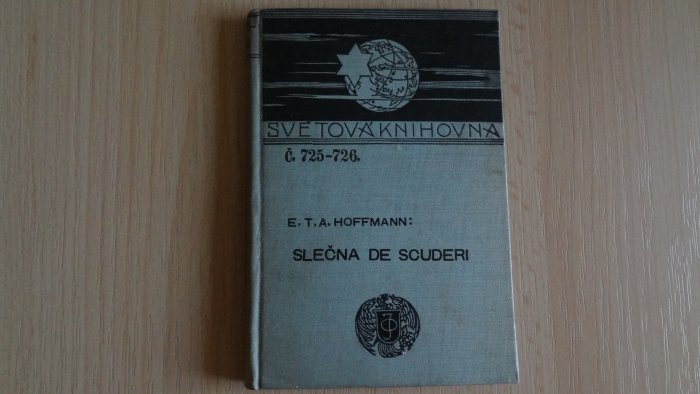 SVĚTOVÁ KNIHOVNA
Č. 725-726.
E. T. A. HOFFMANN:
SLEČNA DE SCUDERI